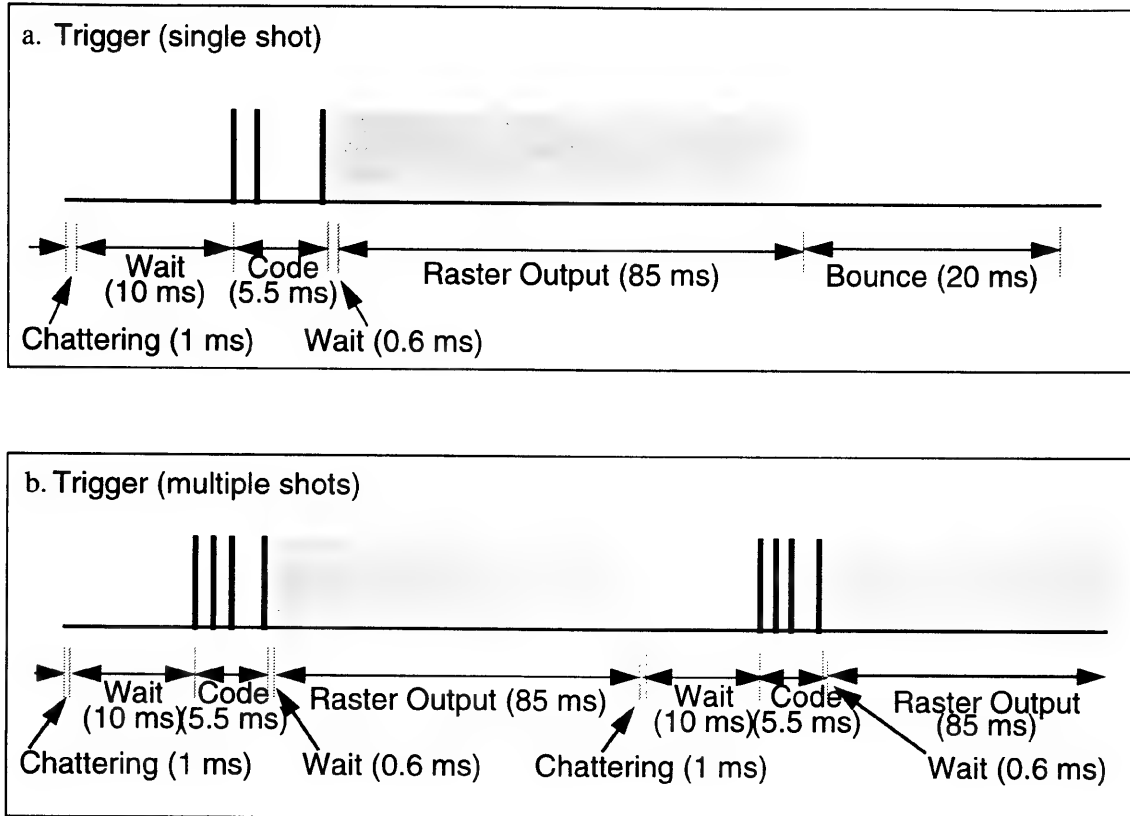 a. Trigger (single shot)
Wait
(10 ms)
Code
(5.5 ms)
Raster Output (85 ms)
Bounce (20 ms)
Chattering (1 ms)
Wait (0.6 ms)
b. Trigger (multiple shots)
Wait
(10 ms)
Code
(5.5 ms)
Raster Output (85 ms)
Wait
(10 ms)
Code
(5.5 ms)
Raster Output
(85 ms)
Chattering (1 ms)
Wait (0.6 ms)
Chattering (1 ms)
Wait (0.6 ms)